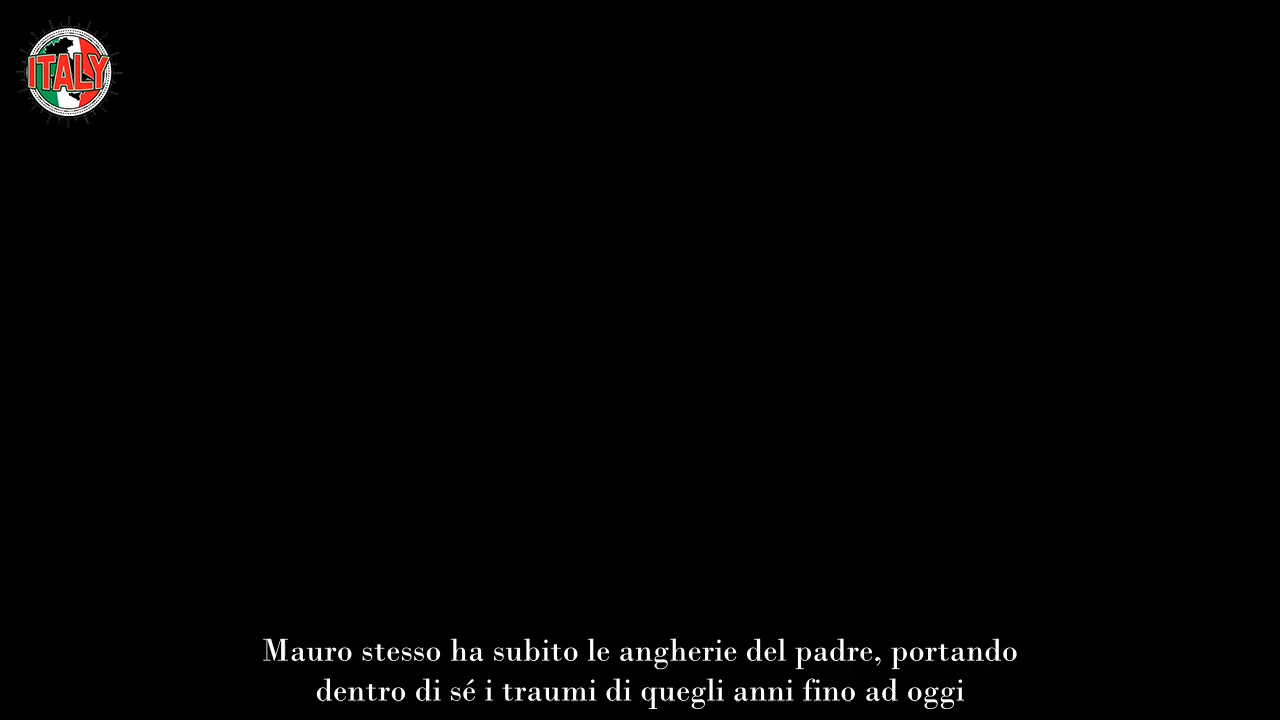 ITALY
Mauro stesso ha subito le angherie del padre, portando
dentro di sé i traumi di quegli anni fino ad oggi